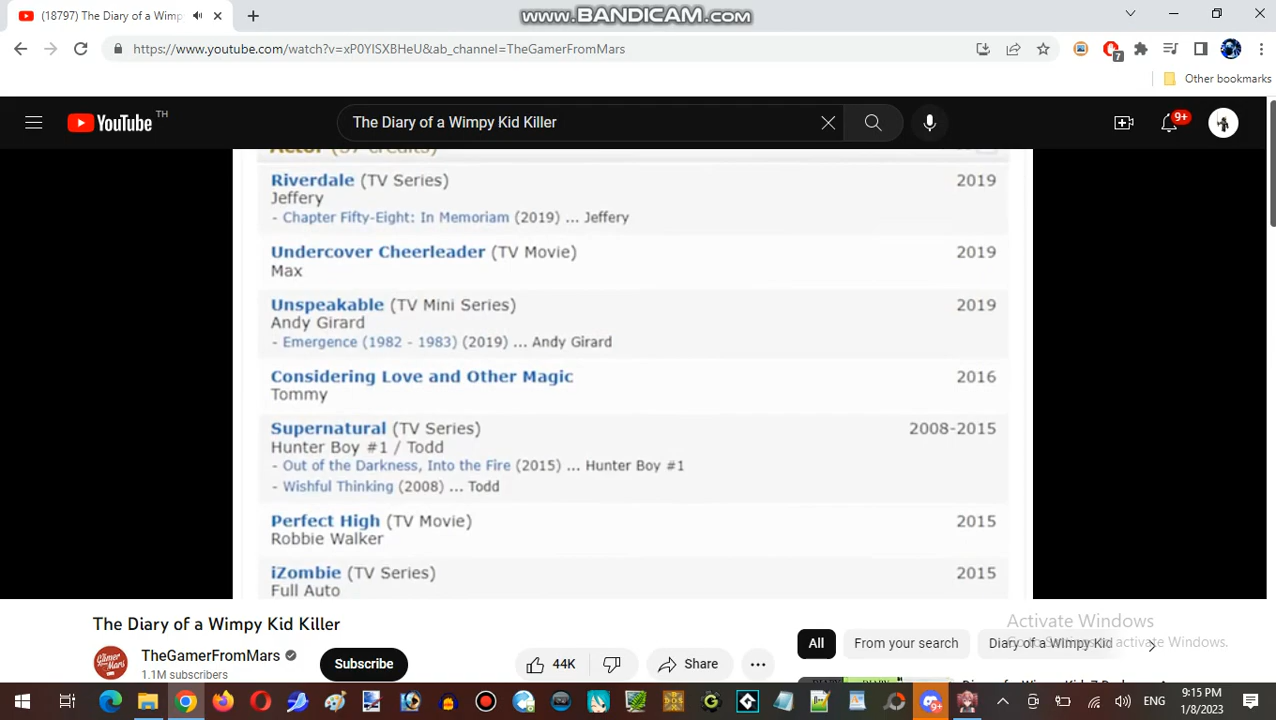 www.BANDICAM.com
(18797) The Diary of a Wimp
https://www.youtube.com/watch?v=xP0YISXBHeU&ab_channel=TheGamerFromMars
7
Other bookmarks
YouTube TH
The Diary of a Wimpy Kid Killer
9+
Riverdale (TV Series) 2019
Jeffery
- Chapter Fifty-Eight: In Memoriam (2019) ... Jeffery
Undercover Cheerleader (TV Movie) 2019
Max
Unspeakable (TV Mini Series) 2019
Andy Girard
- Emergence (1982 - 1983) (2019) ... Andy Girard
Considering Love and Other Magic 2016
Tommy
Supernatural (TV Series) 2008-2015
Hunter Boy #1 / Todd
- Out of the Darkness, Into the Fire (2015) ... Hunter Boy #1
- Wishful Thinking (2008) ... Todd
Perfect High (TV Movie) 2015
Robbie Walker
iZombie (TV Series) 2015
Full Auto
The Diary of a Wimpy Kid Killer
TheGamerFromMars
1.1M subscribers
Subscribe
44K
Share
All
From your search
Diary of a Wimpy Kid
Activate Windows
ENG
9:15 PM
1/8/2023